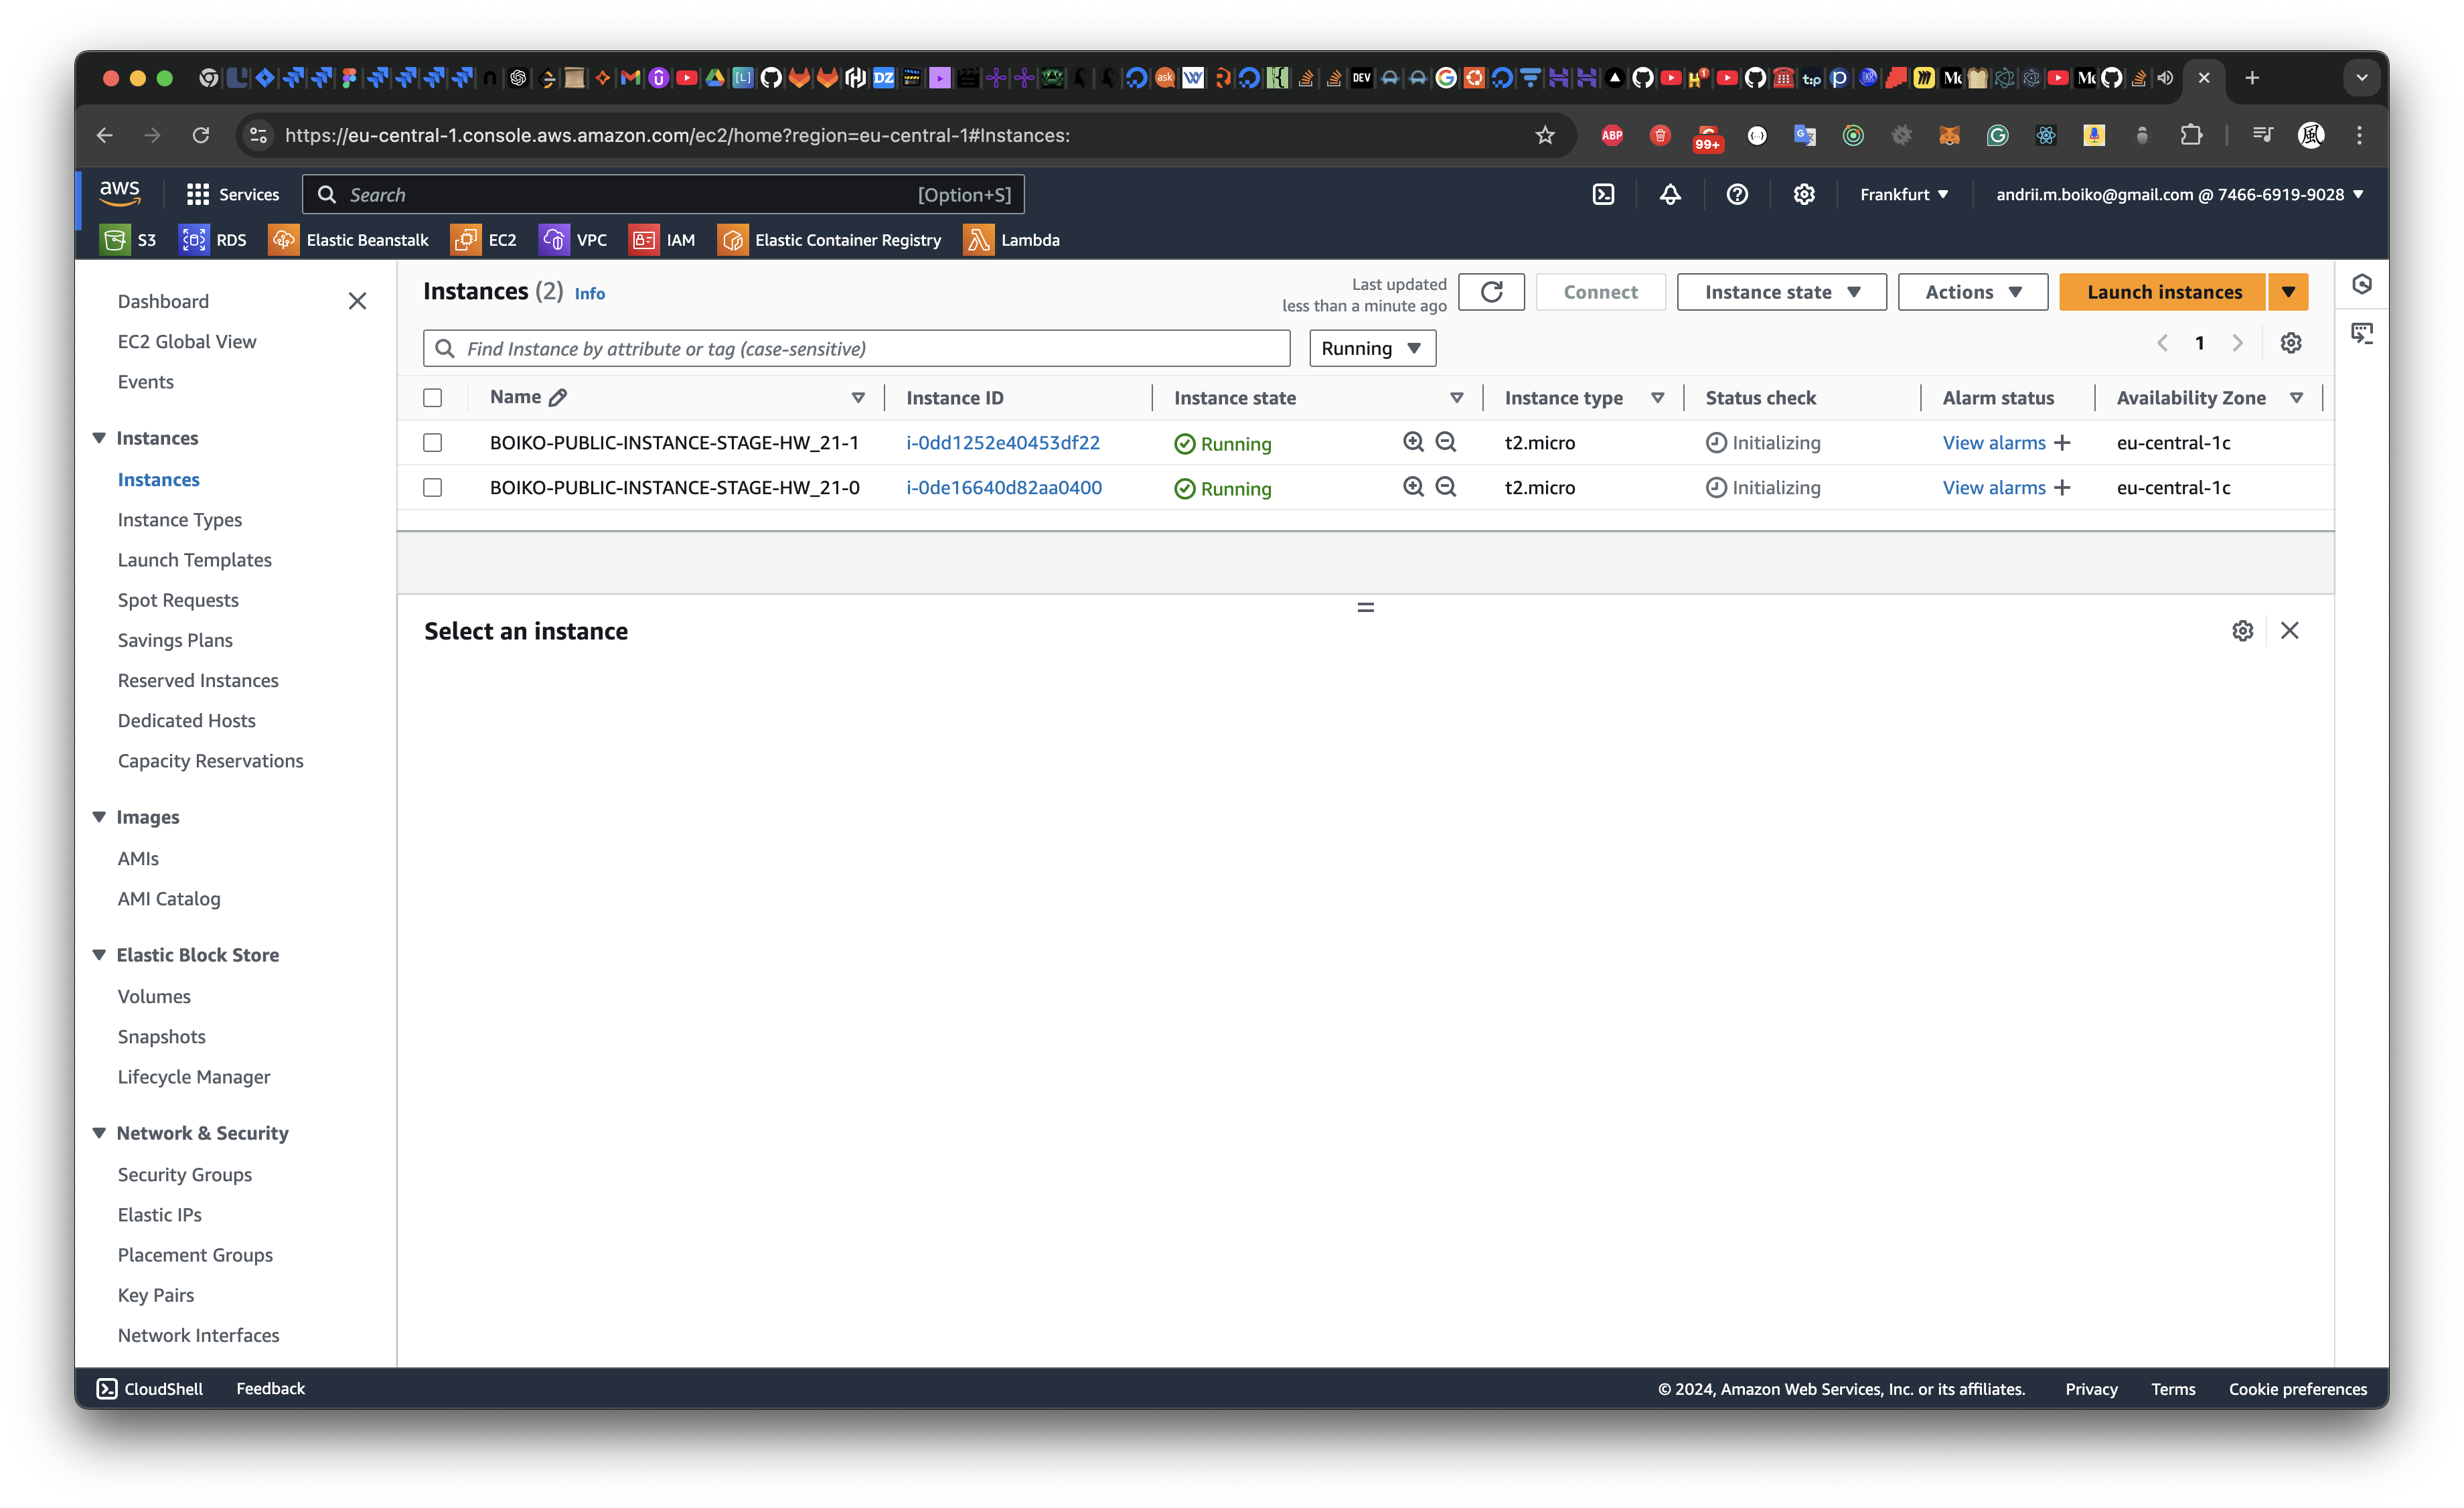 https://eu-central-1.console.aws.amazon.com/ec2/home?region=eu-central-1#Instances:
ABP
99+
aws
Services
Search
[Option+S]
Frankfurt
andrii.m.boiko@gmail.com @ 7466-6919-9028
S3
RDS
Elastic Beanstalk
EC2
VPC
IAM
Elastic Container Registry
Lambda
Dashboard
EC2 Global View
Events
Instances
Instances
Instance Types
Launch Templates
Spot Requests
Savings Plans
Reserved Instances
Dedicated Hosts
Capacity Reservations
Images
AMIs
AMI Catalog
Elastic Block Store
Volumes
Snapshots
Lifecycle Manager
Network & Security
Security Groups
Elastic IPs
Placement Groups
Key Pairs
Network Interfaces
Instances (2) Info
Last updated
less than a minute ago
Connect
Instance state
Actions
Launch instances
Find Instance by attribute or tag (case-sensitive)
Running
1
Name Instance ID Instance state Instance type Status check Alarm status Availability Zone
BOIKO-PUBLIC-INSTANCE-STAGE-HW_21-1 i-0dd1252e40453df22 Running t2.micro Initializing View alarms + eu-central-1c
BOIKO-PUBLIC-INSTANCE-STAGE-HW_21-0 i-0de16640d82aa0400 Running t2.micro Initializing View alarms + eu-central-1c
Select an instance
CloudShell
Feedback
© 2024, Amazon Web Services, Inc. or its affiliates.
Privacy
Terms
Cookie preferences